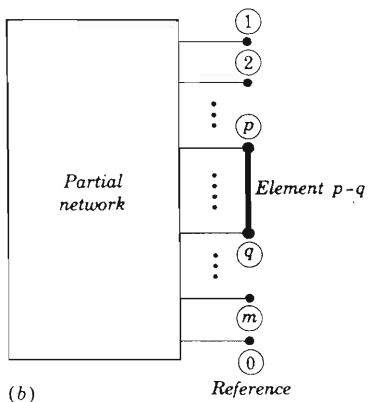 1
2
p
Partial
network
Element p-q
q
m
0
(b)
Reference